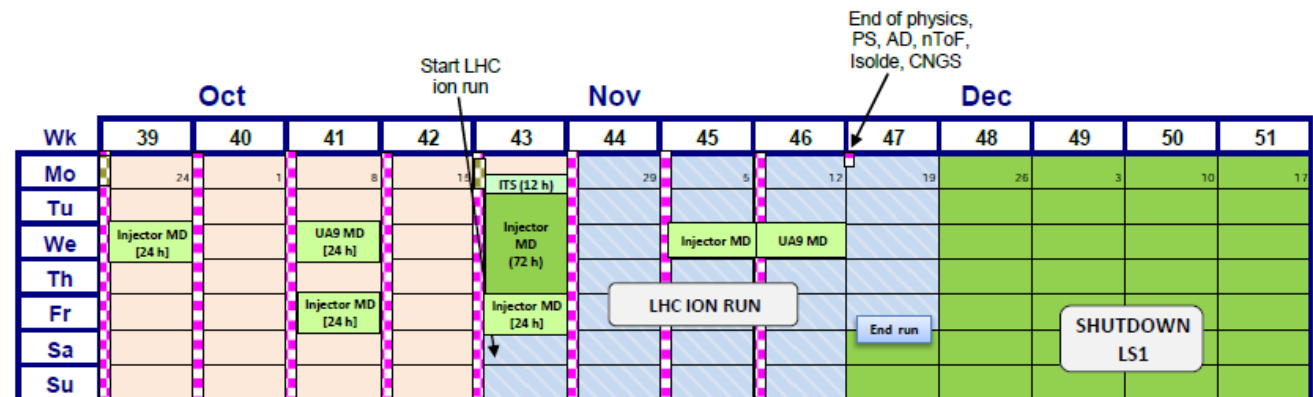 End of physics,
PS, AD, nToF,
Isolde, CNGS
Start LHC
ion run
Oct Nov Dec
Wk 39 40 41 42 43 44 45 46 47 48 49 50 51
Mo 24 1 8 15 29 5 12 19 26 3 10 17
ITS (12 h)
Tu
We
Injector MD
[24 h]
UA9 MD
[24 h]
Injector
MD
(72 h)
Injector MD
UA9 MD
Th
Fr
Injector MD
[24 h]
Injector MD
[24 h]
LHC ION RUN
End run
SHUTDOWN
LS1
Sa
Su